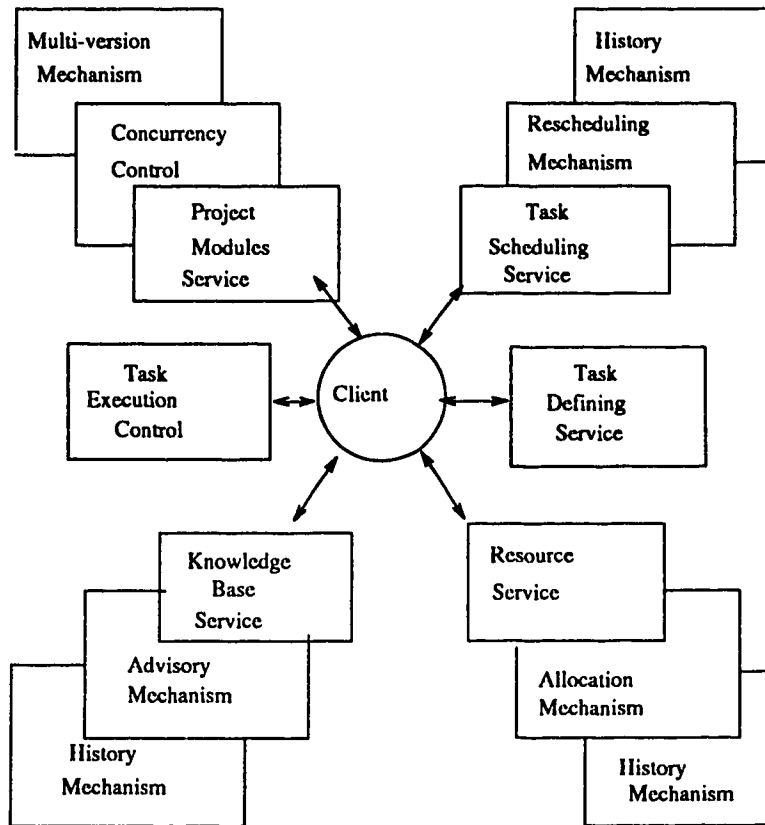 Multi-version
Mechanism
Concurrency
Control
Project
Modules
Service
History
Mechanism
Rescheduling
Mechanism
Task
Scheduling
Service
Task
Execution
Control
Client
Task
Defining
Service
Knowledge
Base
Service
Advisory
Mechanism
History
Mechanism
Resource
Service
Allocation
Mechanism
History
Mechanism